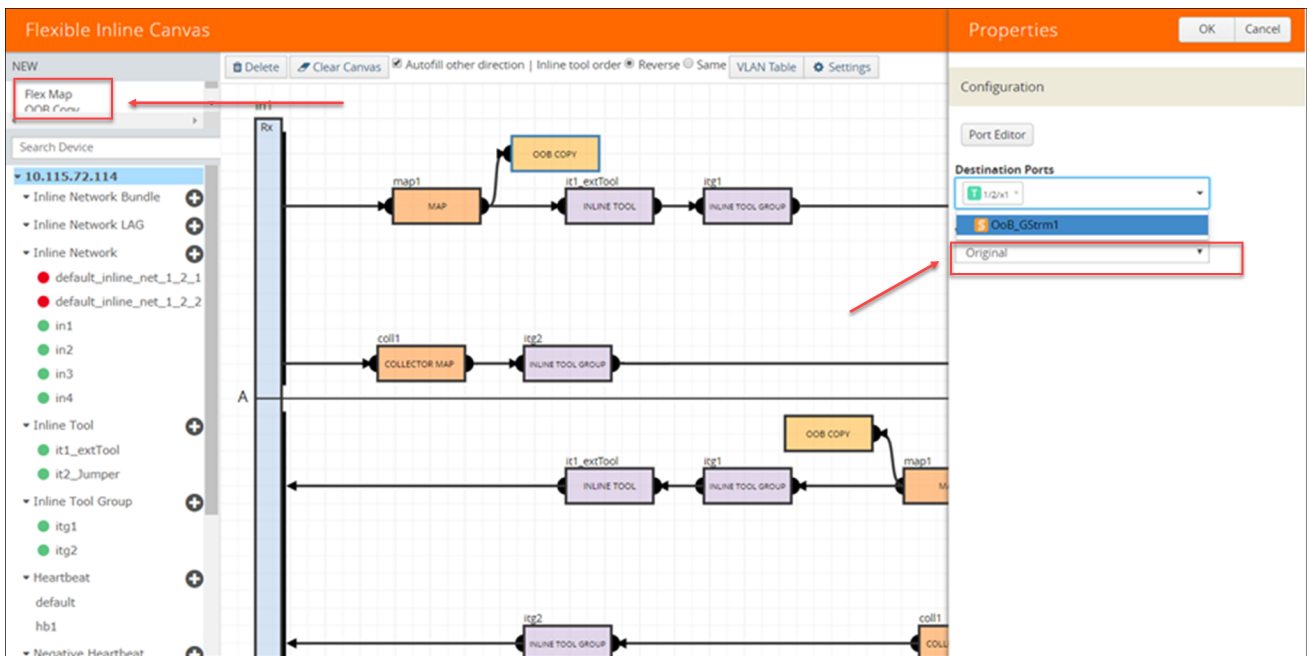 Flexible Inline Canvas
Properties
OK
Cancel
NEW
Flex Map
OOB Copy
Delete
Clear Canvas
Autofill other direction | Inline tool order
Reverse
Same
VLAN Table
Settings
Search Device
10.115.72.114
Inline Network Bundle
Inline Network LAG
Inline Network
default_inline_net_1_2_1
default_inline_net_1_2_2
in1
in2
in3
in4
Inline Tool
it1_extTool
it2_Jumper
Inline Tool Group
itg1
itg2
Heartbeat
default
hb1
Negative Heartbeat
in1
Rx
OOB COPY
map1
MAP
it1_extTool
INLINE TOOL
itg1
INLINE TOOL GROUP
coll1
COLLECTOR MAP
itg2
INLINE TOOL GROUP
A
OOB COPY
it1_extTool
INLINE TOOL
itg1
INLINE TOOL GROUP
map1
M
itg2
INLINE TOOL GROUP
coll1
COLL
Configuration
Port Editor
Destination Ports
T 1/2/x1 ×
S OoB_GStrm1
Original